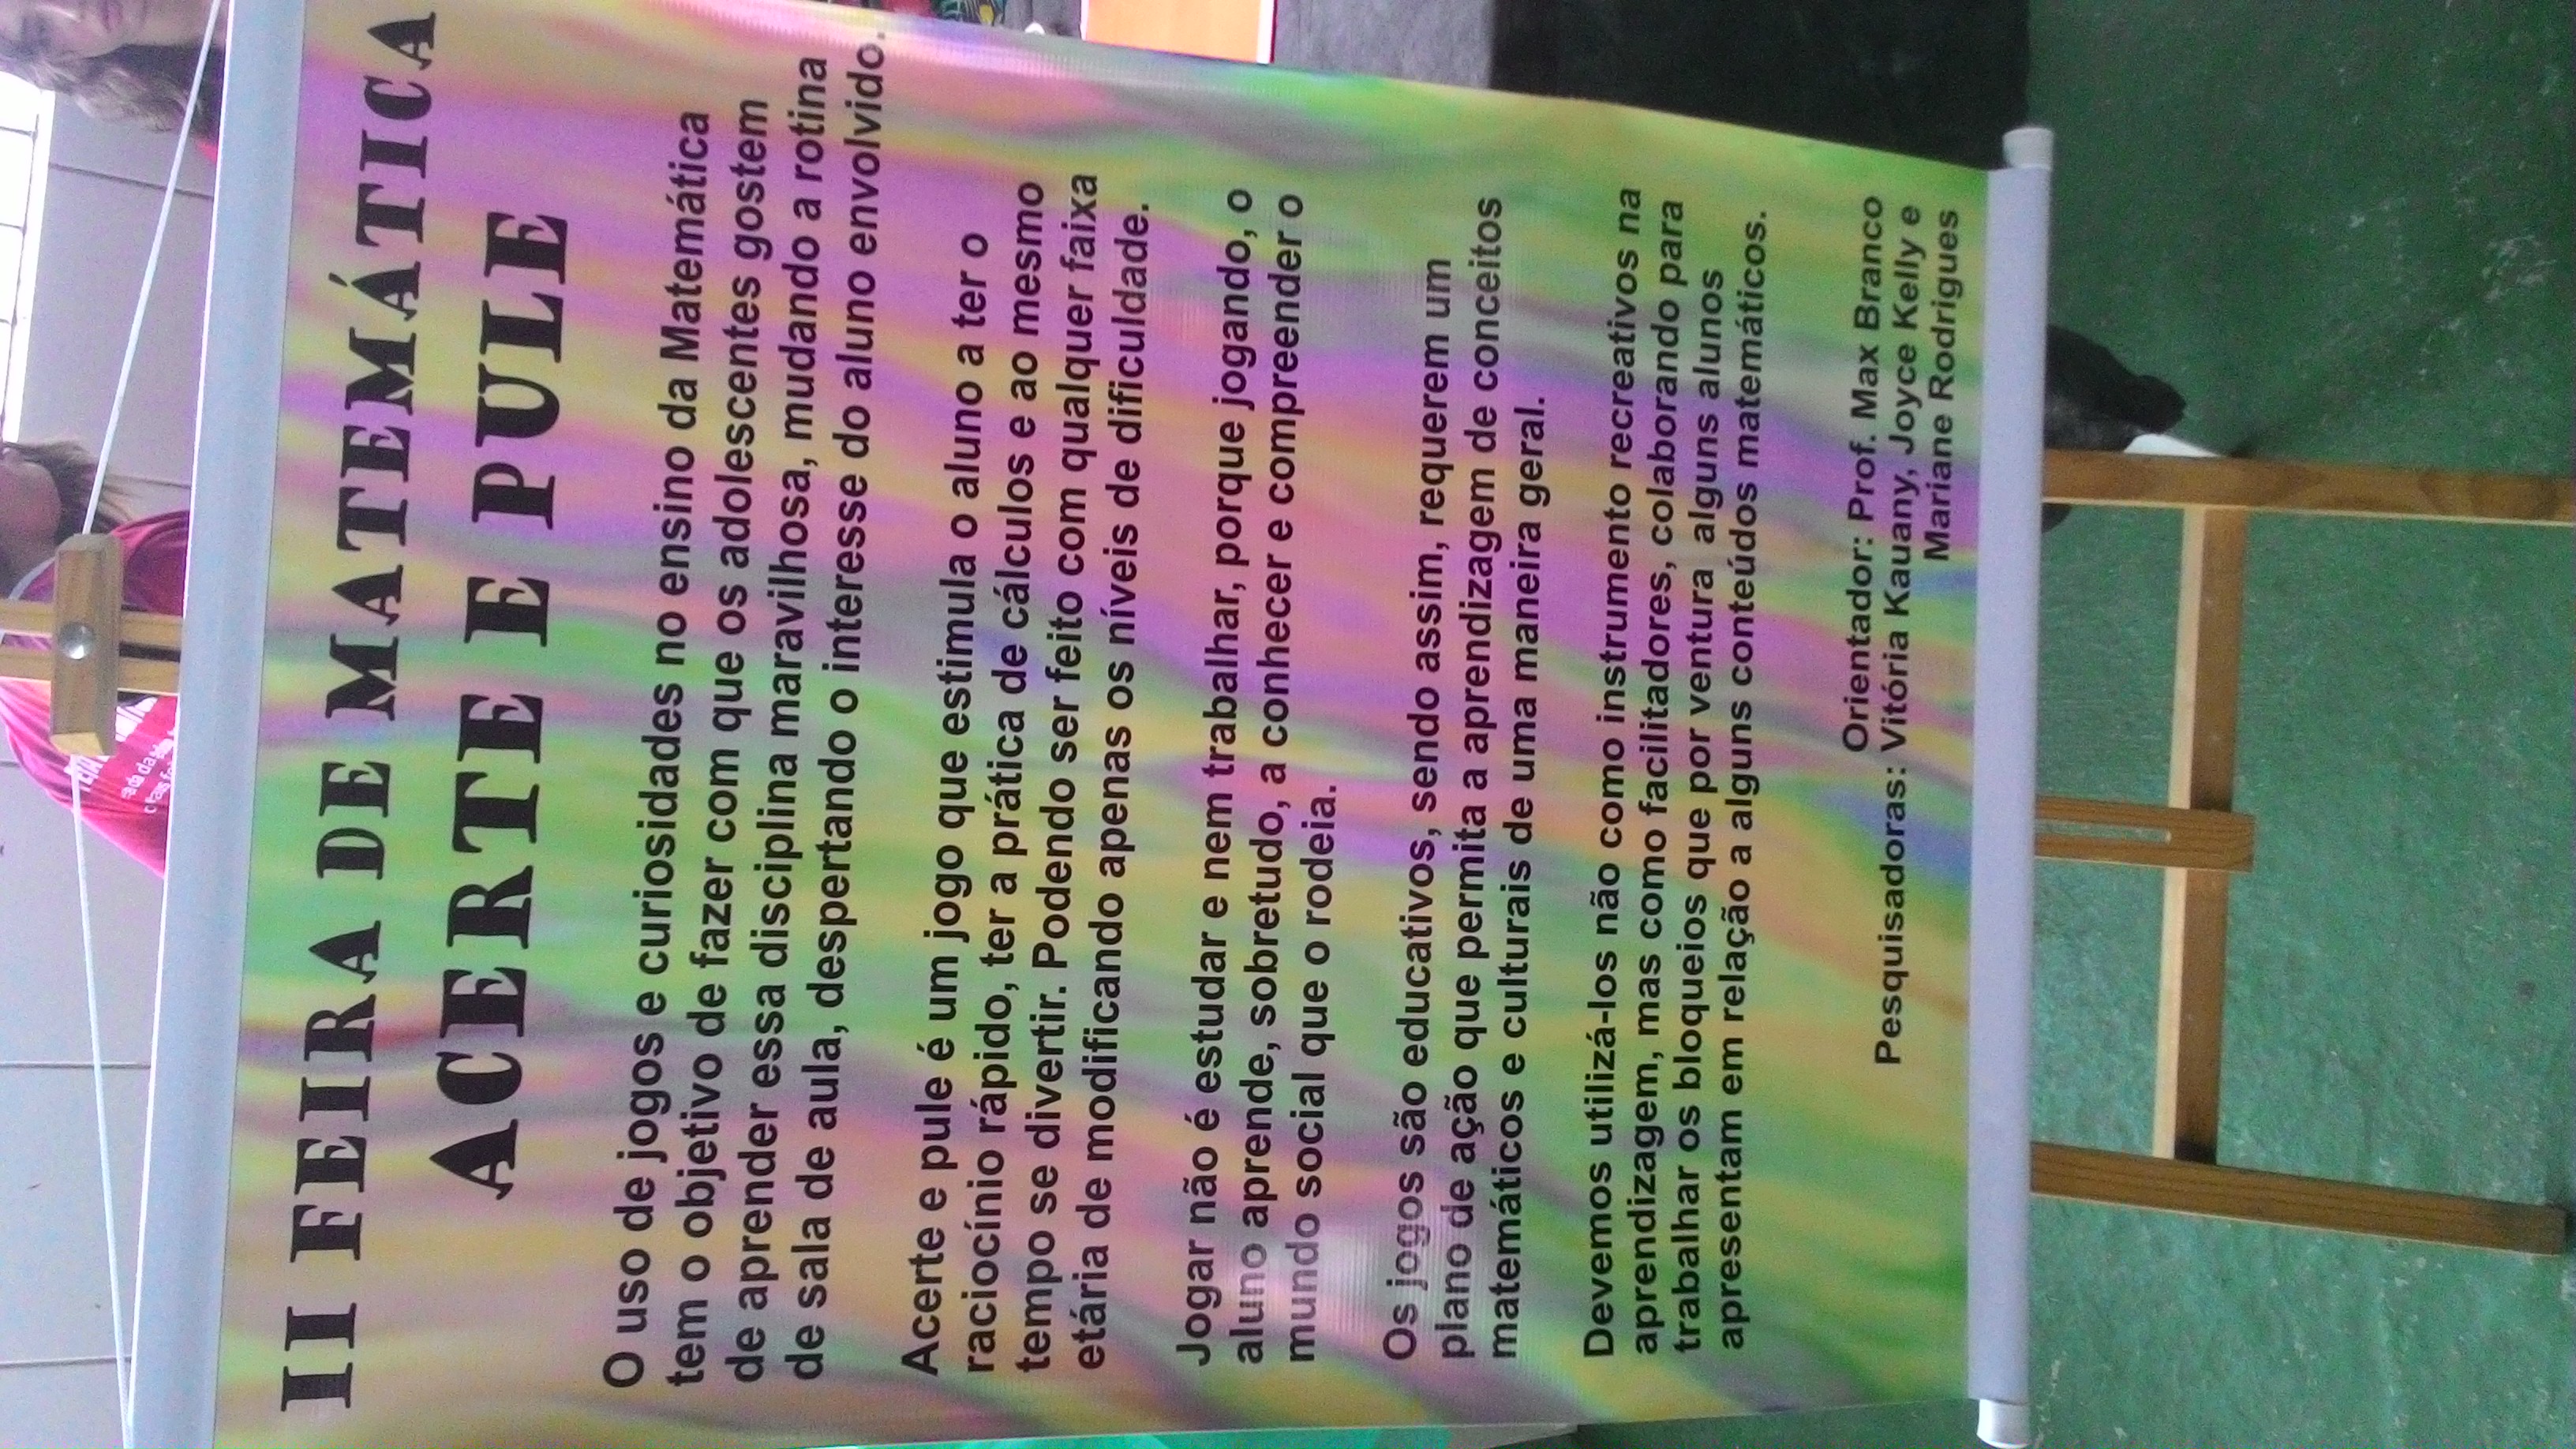 II FEIRA DE MATEMÁTICA
ACERTE E PULE
O uso de jogos e curiosidades no ensino da Matemática
tem o objetivo de fazer com que os adolescentes gostem
de aprender essa disciplina maravilhosa, mudando a rotina
de sala de aula, despertando o interesse do aluno envolvido.
Acerte e pule é um jogo que estimula o aluno a ter o
raciocínio rápido, ter a prática de cálculos e ao mesmo
tempo se divertir. Podendo ser feito com qualquer faixa
etária de modificando apenas os níveis de dificuldade.
Jogar não é estudar e nem trabalhar, porque jogando, o
aluno aprende, sobretudo, a conhecer e compreender o
mundo social que o rodeia.
Os jogos são educativos, sendo assim, requerem um
plano de ação que permita a aprendizagem de conceitos
matemáticos e culturais de uma maneira geral.
Devemos utilizá-los não como instrumento recreativos na
aprendizagem, mas como facilitadores, colaborando para
trabalhar os bloqueios que por ventura alguns alunos
apresentam em relação a alguns conteúdos matemáticos.
Orientador: Prof. Max Branco
Pesquisadoras: Vitória Kauany, Joyce Kelly e
Mariane Rodrigues